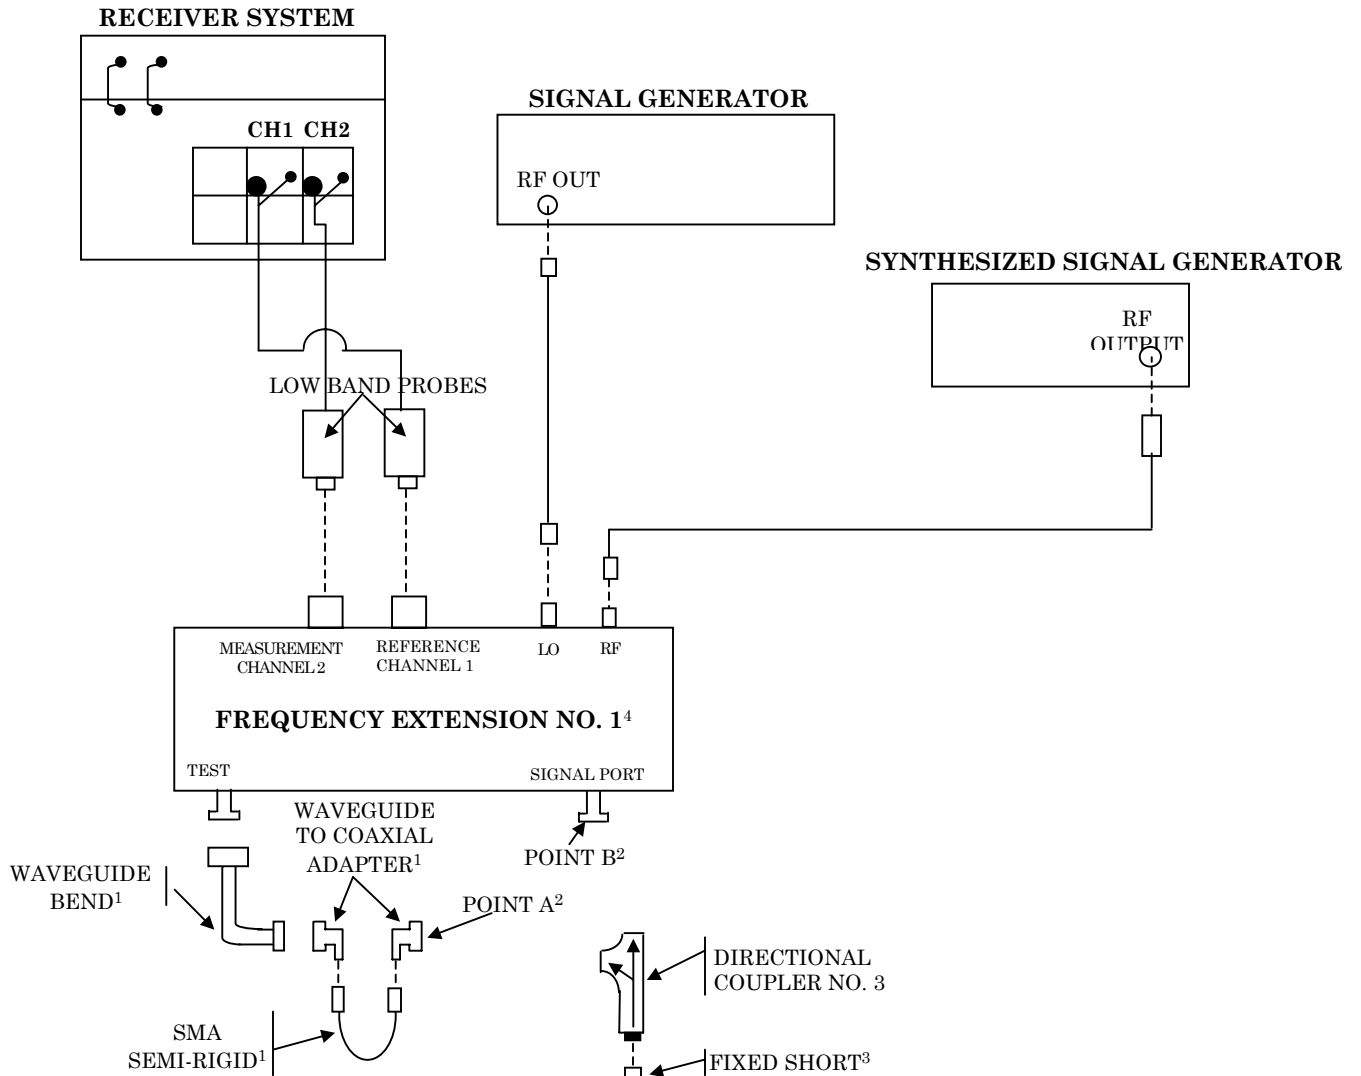 RECEIVER SYSTEM
SIGNAL GENERATOR
CH1 CH2
RF OUT
SYNTHESIZED SIGNAL GENERATOR
RF
OUTPUT
LOW BAND PROBES
MEASUREMENT
CHANNEL 2
REFERENCE
CHANNEL 1
LO
RF
FREQUENCY EXTENSION NO. 1⁴
TEST
SIGNAL PORT
WAVEGUIDE
TO COAXIAL
ADAPTER¹
POINT B²
WAVEGUIDE
BEND¹
POINT A²
DIRECTIONAL
COUPLER NO. 3
SMA
SEMI-RIGID¹
FIXED SHORT³